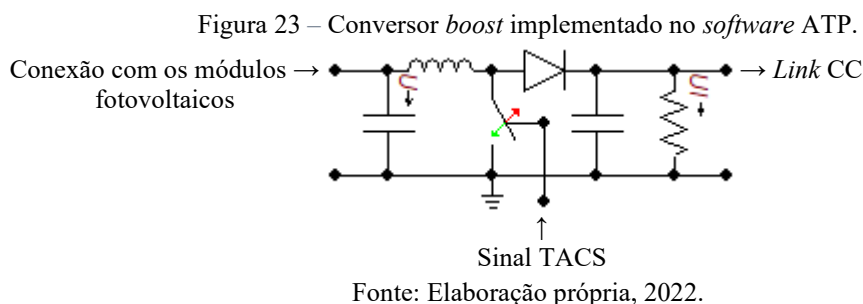 Figura 23 – Conversor boost implementado no software ATP.
Conexão com os módulos → → Link CC
fotovoltaicos
U
UI
↑
Sinal TACS
Fonte: Elaboração própria, 2022.